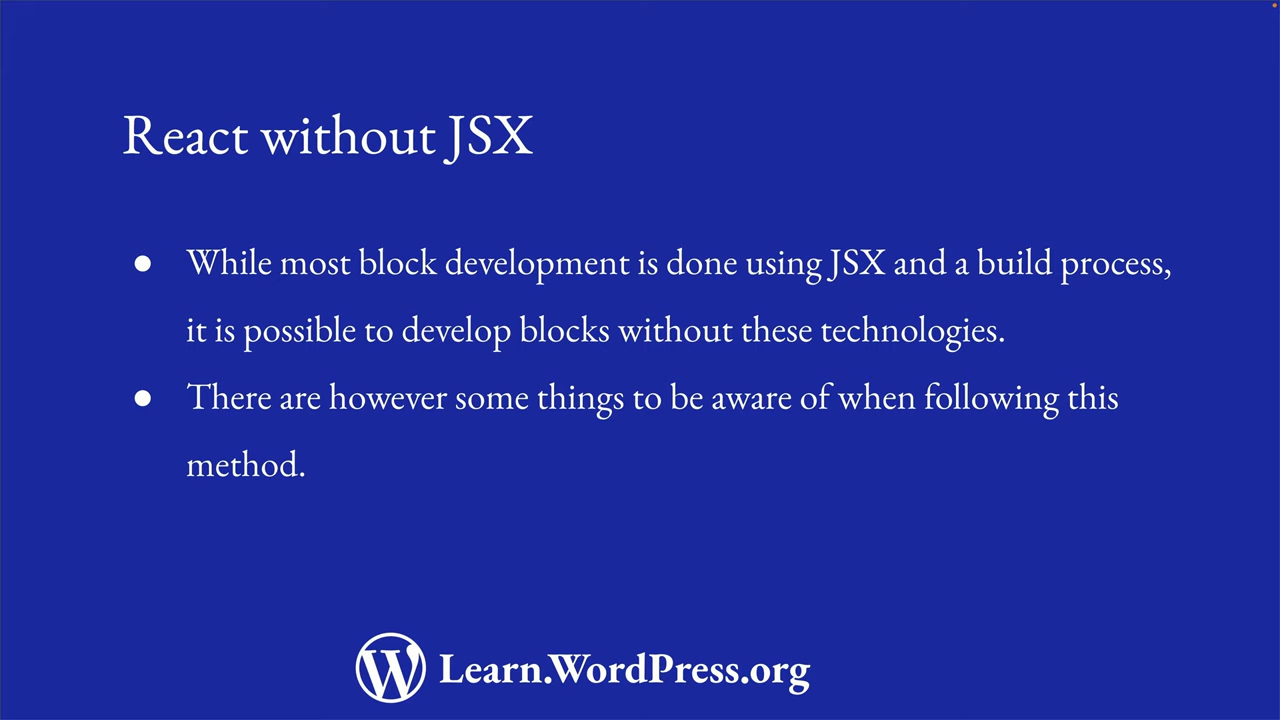 React without JSX
● While most block development is done using JSX and a build process,
it is possible to develop blocks without these technologies.
● There are however some things to be aware of when following this
method.
Learn.WordPress.org